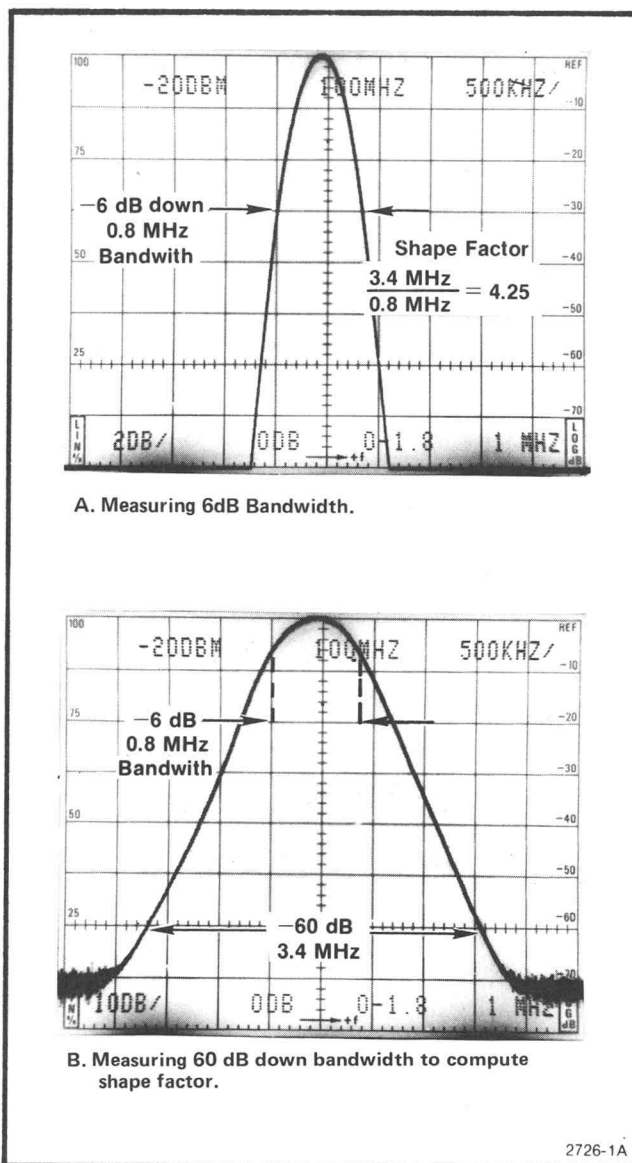 100
REF
-20DBM 100MHZ 500KHZ/
-10
75
-20
−6 dB down
0.8 MHz
Bandwith
-30
50
Shape Factor
3.4 MHz
0.8 MHz
= 4.25
-40
-50
25
-60
-70
LIN%
2DB/ 0DB 0-1.8 1 MHZ
LOG dB
+f
A. Measuring 6dB Bandwidth.
100
REF
-20DBM 100MHZ 500KHZ/
-10
75
−6 dB
0.8 MHz
Bandwith
-20
-30
50
-40
-50
25
−60 dB
3.4 MHz
-60
-70
10DB/ 0DB 0-1.8 1 MHZ
+f
B. Measuring 60 dB down bandwidth to compute
shape factor.
2726-1A